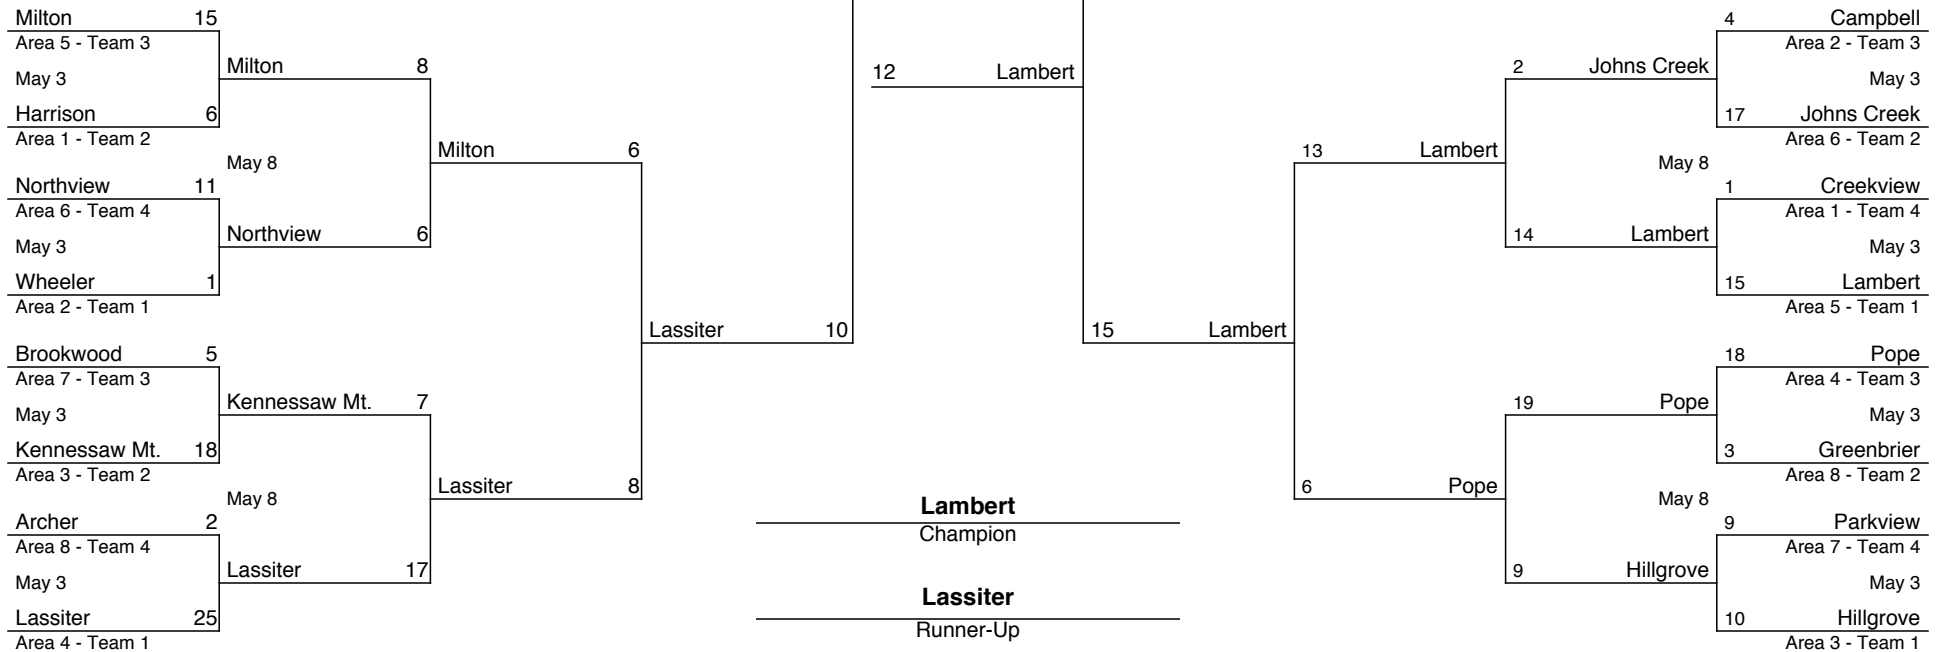 Milton 15
Area 5 - Team 3
May 3
Harrison 6
Area 1 - Team 2
Northview 11
Area 6 - Team 4
May 3
Wheeler 1
Area 2 - Team 1
Brookwood 5
Area 7 - Team 3
May 3
Kennessaw Mt. 18
Area 3 - Team 2
Archer 2
Area 8 - Team 4
May 3
Lassiter 25
Area 4 - Team 1
Milton 8
May 8
Northview 6
Kennessaw Mt. 7
May 8
Lassiter 17
Milton 6
Lassiter 8
Lassiter 10
12 Lambert
Lambert
Champion
Lassiter
Runner-Up
15 Lambert
13 Lambert
6 Pope
2 Johns Creek
May 8
14 Lambert
19 Pope
May 8
9 Hillgrove
4 Campbell
Area 2 - Team 3
May 3
17 Johns Creek
Area 6 - Team 2
1 Creekview
Area 1 - Team 4
May 3
15 Lambert
Area 5 - Team 1
18 Pope
Area 4 - Team 3
May 3
3 Greenbrier
Area 8 - Team 2
9 Parkview
Area 7 - Team 4
May 3
10 Hillgrove
Area 3 - Team 1